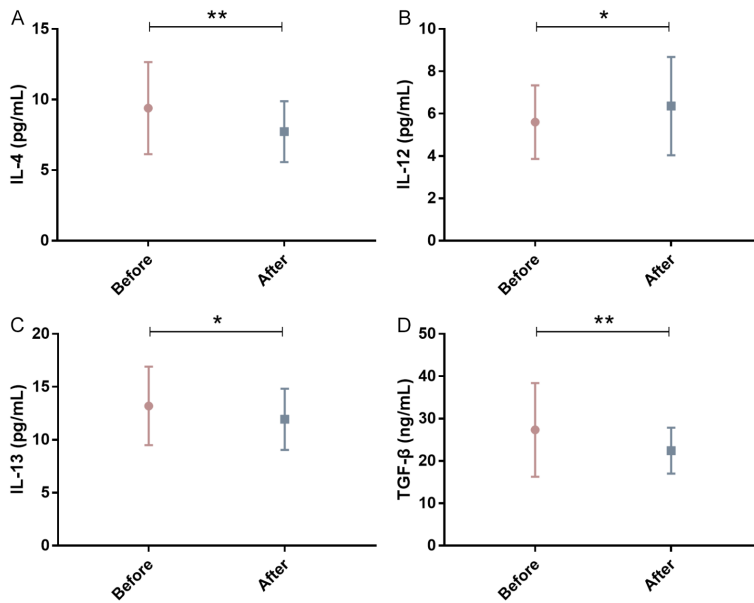 A
**
IL-4 (pg/mL)
15
10
5
0
Before
After
B
*
IL-12 (pg/mL)
10
8
6
4
2
0
Before
After
C
*
IL-13 (pg/mL)
20
15
10
5
0
Before
After
D
**
TGF-β (ng/mL)
50
40
30
20
10
0
Before
After